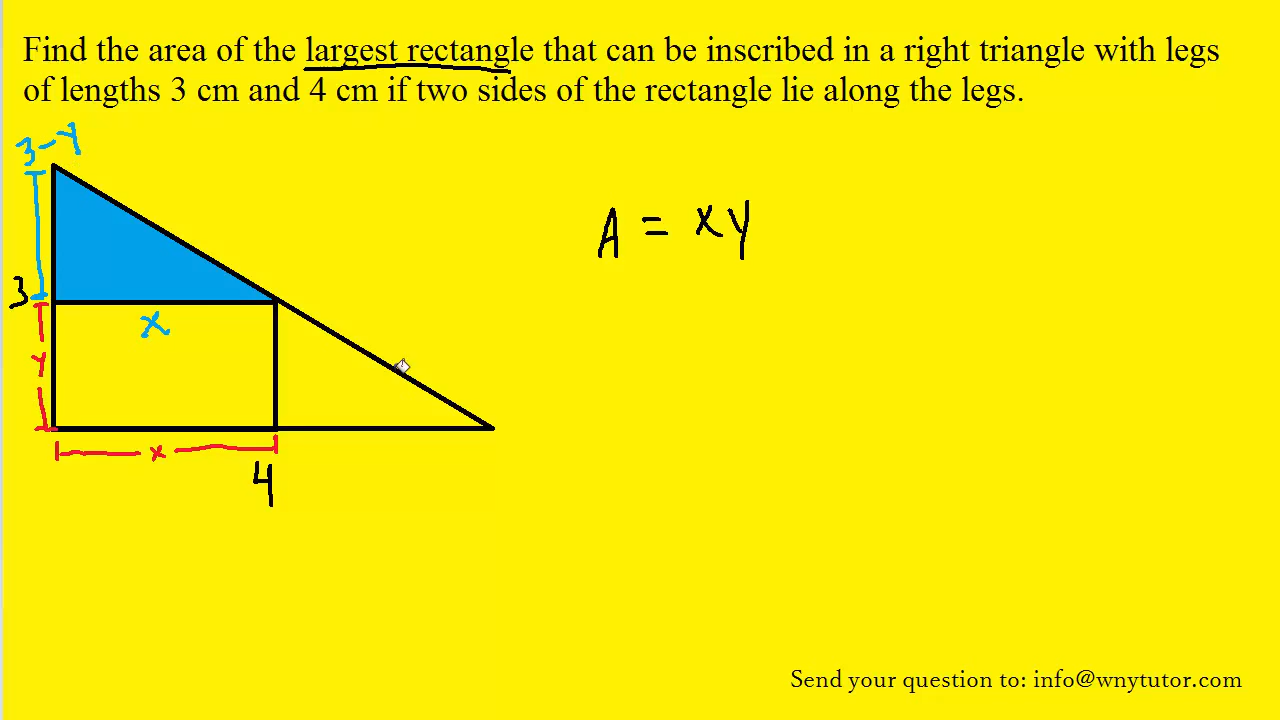 Find the area of the largest rectangle that can be inscribed in a right triangle with legs
of lengths 3 cm and 4 cm if two sides of the rectangle lie along the legs.
3-y
A = xy
3
x
y
x
4
Send your question to: info@wnytutor.com